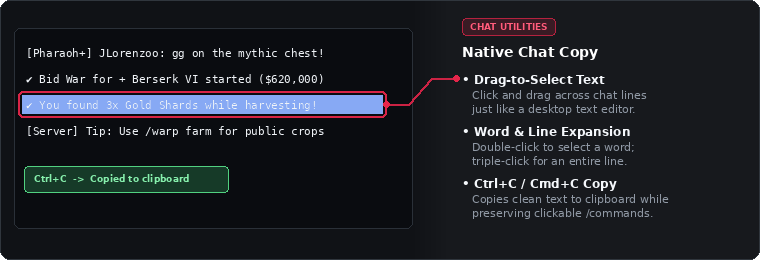 [Pharaoh+] JLorenzoo: gg on the mythic chest!
✔ Bid War for + Berserk VI started ($620,000)
✔ You found 3x Gold Shards while harvesting!
[Server] Tip: Use /warp farm for public crops
Ctrl+C -> Copied to clipboard
CHAT UTILITIES
Native Chat Copy
• Drag-to-Select Text
Click and drag across chat lines
just like a desktop text editor.
• Word & Line Expansion
Double-click to select a word;
triple-click for an entire line.
• Ctrl+C / Cmd+C Copy
Copies clean text to clipboard while
preserving clickable /commands.